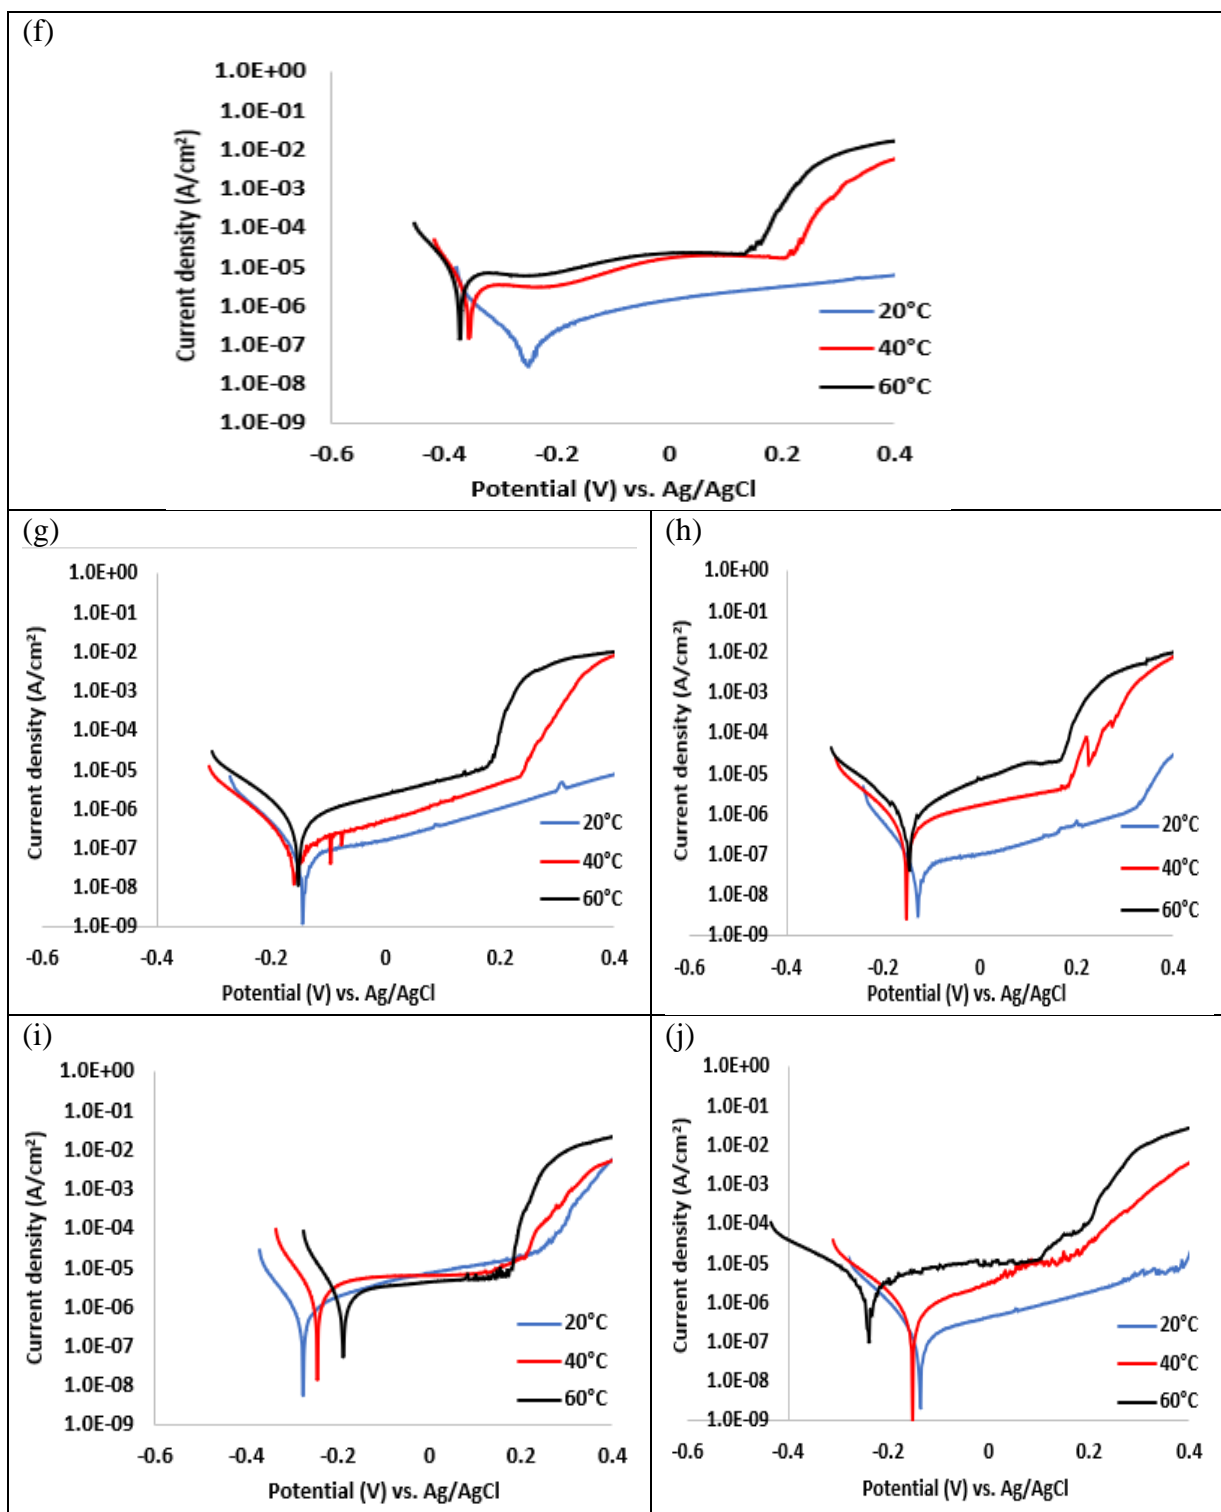 (f)
1.0E+00
1.0E-01
1.0E-02
1.0E-03
1.0E-04
1.0E-05
1.0E-06
1.0E-07
1.0E-08
1.0E-09
Current density (A/cm²)
20°C
40°C
60°C
-0.6 -0.4 -0.2 0 0.2 0.4
Potential (V) vs. Ag/AgCl
(g)
1.0E+00
1.0E-01
1.0E-02
1.0E-03
1.0E-04
1.0E-05
1.0E-06
1.0E-07
1.0E-08
1.0E-09
Current density (A/cm²)
20°C
40°C
60°C
-0.6 -0.4 -0.2 0 0.2 0.4
Potential (V) vs. Ag/AgCl
(h)
1.0E+00
1.0E-01
1.0E-02
1.0E-03
1.0E-04
1.0E-05
1.0E-06
1.0E-07
1.0E-08
1.0E-09
Current density (A/cm²)
20°C
40°C
60°C
-0.6 -0.4 -0.2 0 0.2 0.4
Potential (V) vs. Ag/AgCl
(i)
1.0E+00
1.0E-01
1.0E-02
1.0E-03
1.0E-04
1.0E-05
1.0E-06
1.0E-07
1.0E-08
1.0E-09
Current density (A/cm²)
20°C
40°C
60°C
-0.6 -0.4 -0.2 0 0.2 0.4
Potential (V) vs. Ag/AgCl
(j)
1.0E+00
1.0E-01
1.0E-02
1.0E-03
1.0E-04
1.0E-05
1.0E-06
1.0E-07
1.0E-08
1.0E-09
Current density (A/cm²)
20°C
40°C
60°C
-0.6 -0.4 -0.2 0 0.2 0.4
Potential (V) vs. Ag/AgCl